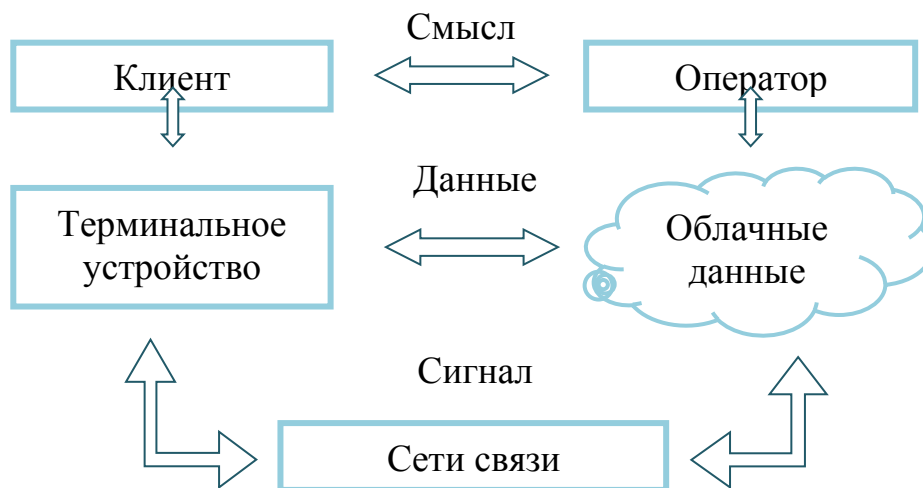 Смысл
Клиент
Оператор
Данные
Терминальное
устройство
Облачные
данные
Сигнал
Сети связи